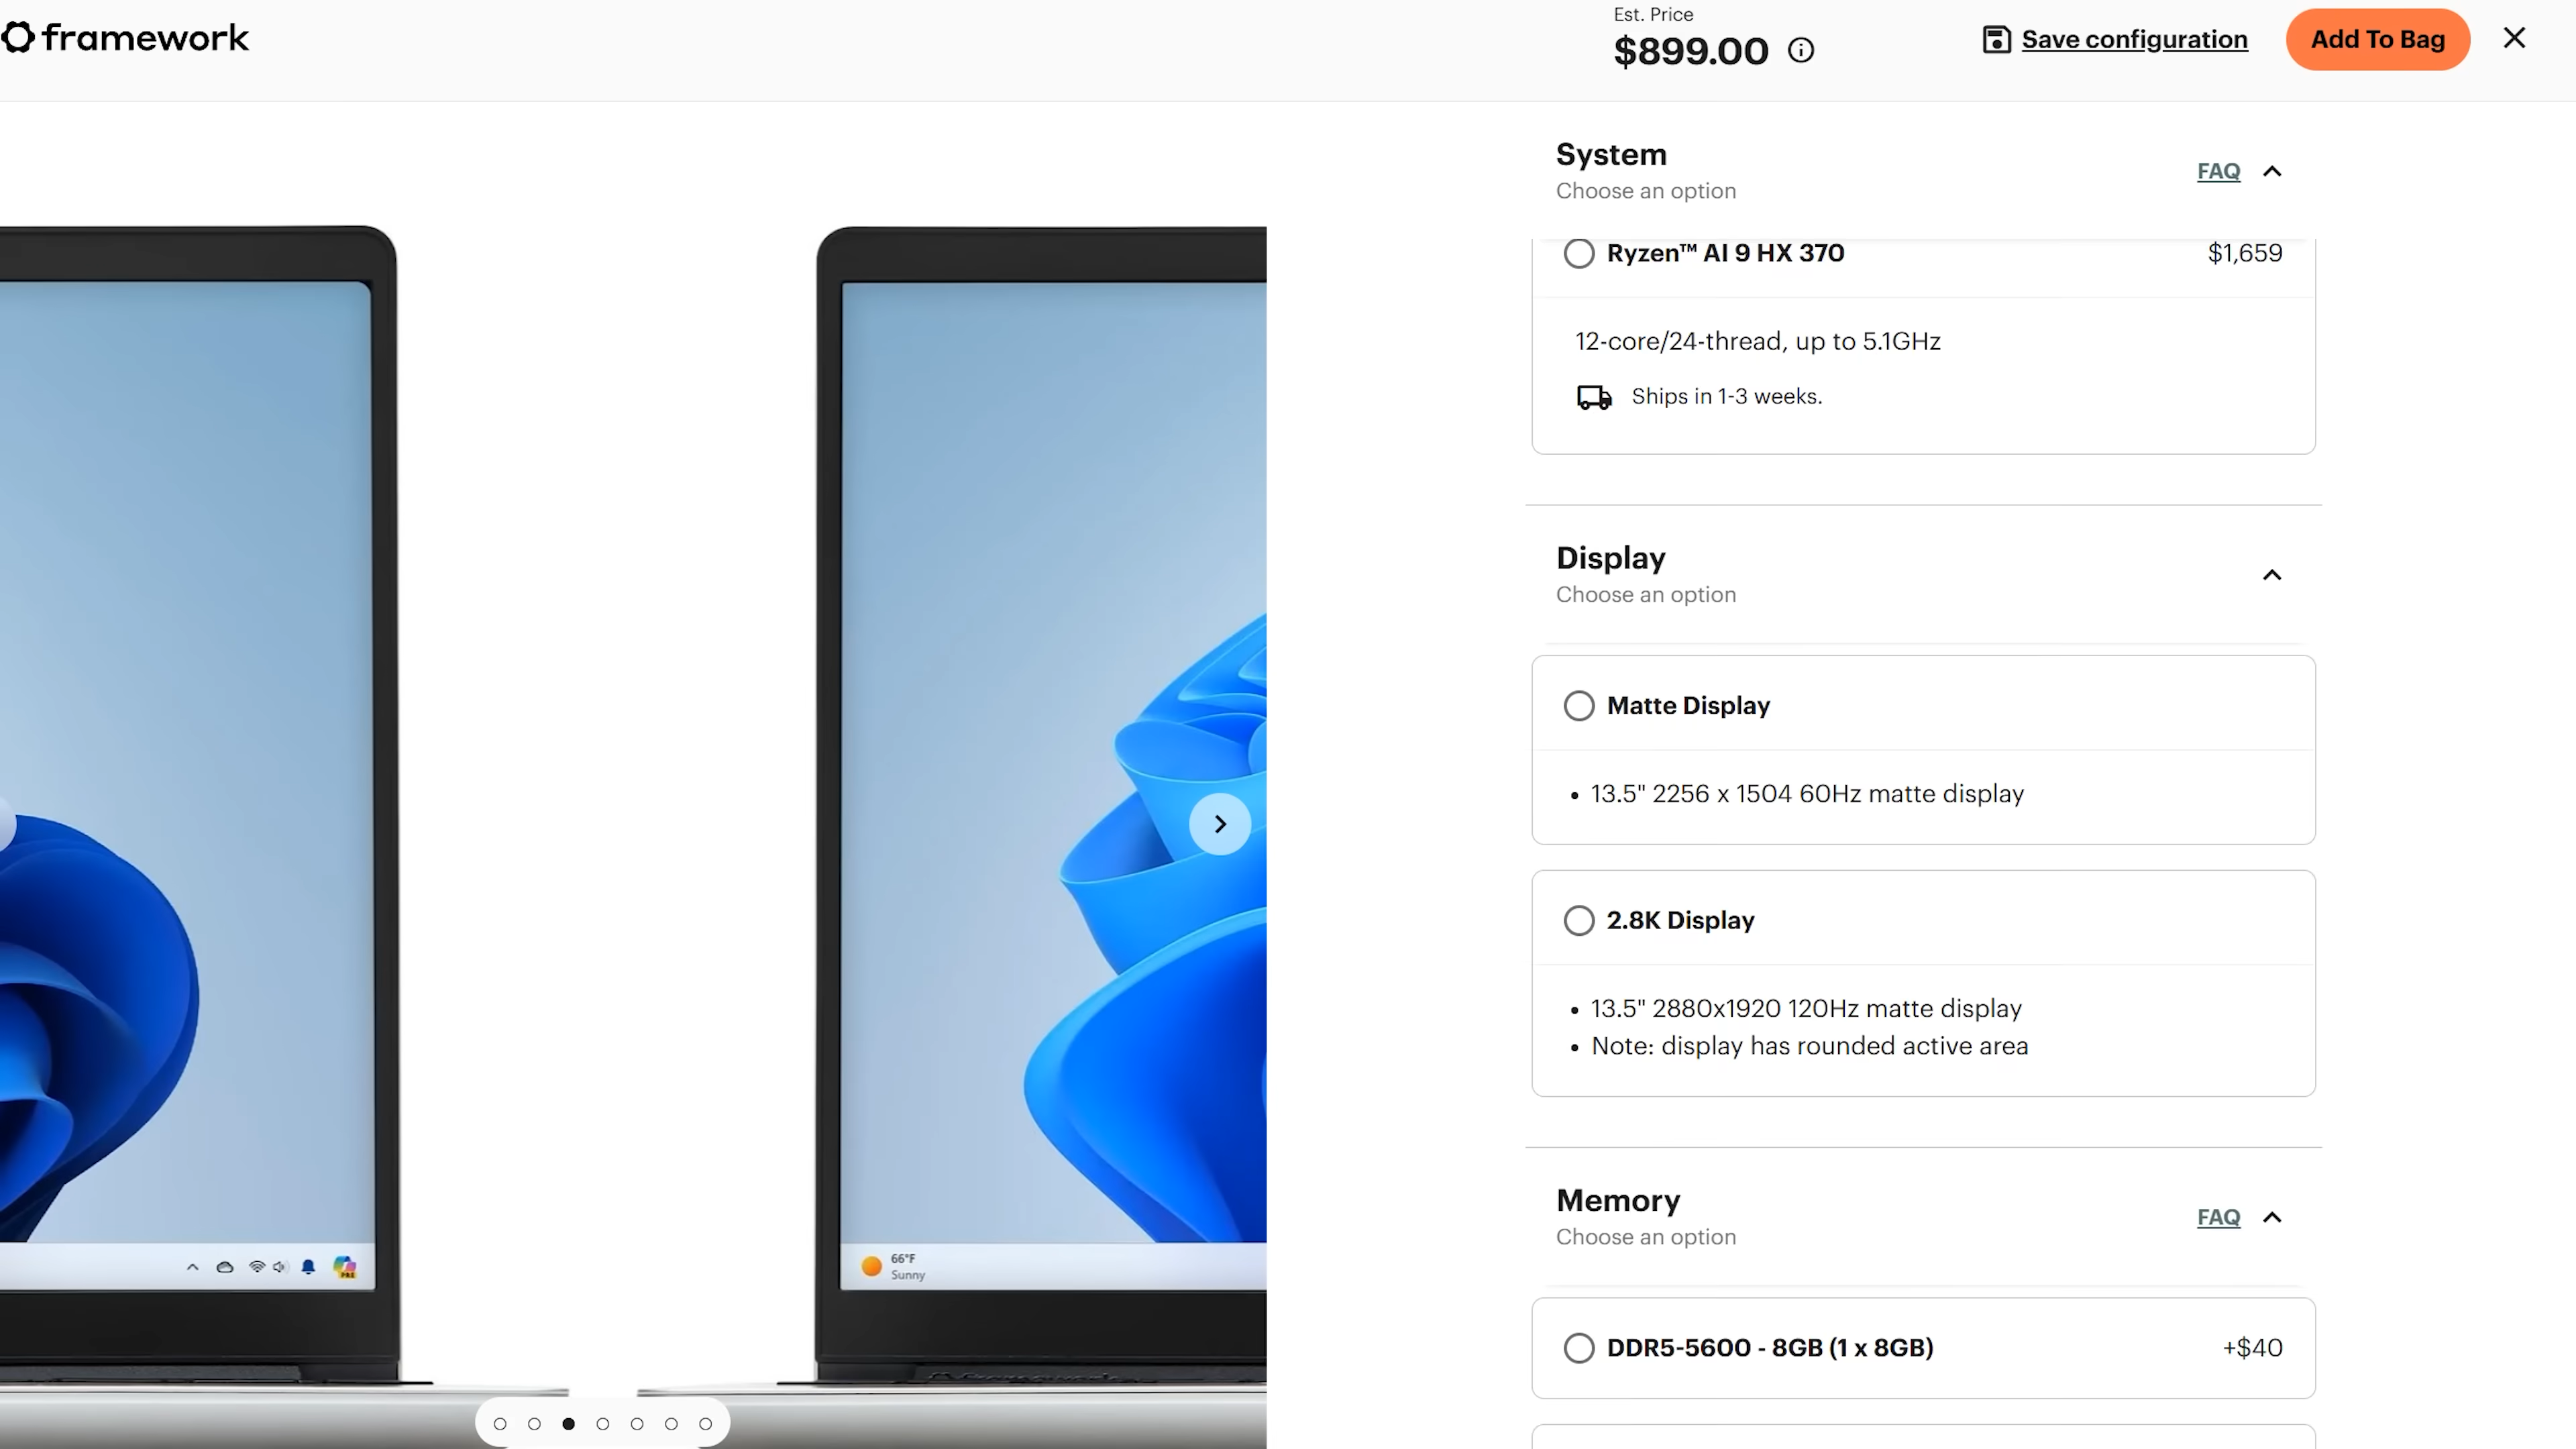 framework
Est. Price
$899.00
Save configuration
Add To Bag
System
Choose an option
FAQ
Ryzen™ AI 9 HX 370
$1,659
12-core/24-thread, up to 5.1GHz
Ships in 1-3 weeks.
Display
Choose an option
Matte Display
• 13.5" 2256 x 1504 60Hz matte display
2.8K Display
• 13.5" 2880x1920 120Hz matte display
• Note: display has rounded active area
Memory
Choose an option
FAQ
DDR5-5600 - 8GB (1 x 8GB)
+$40
66°F
Sunny
PRE